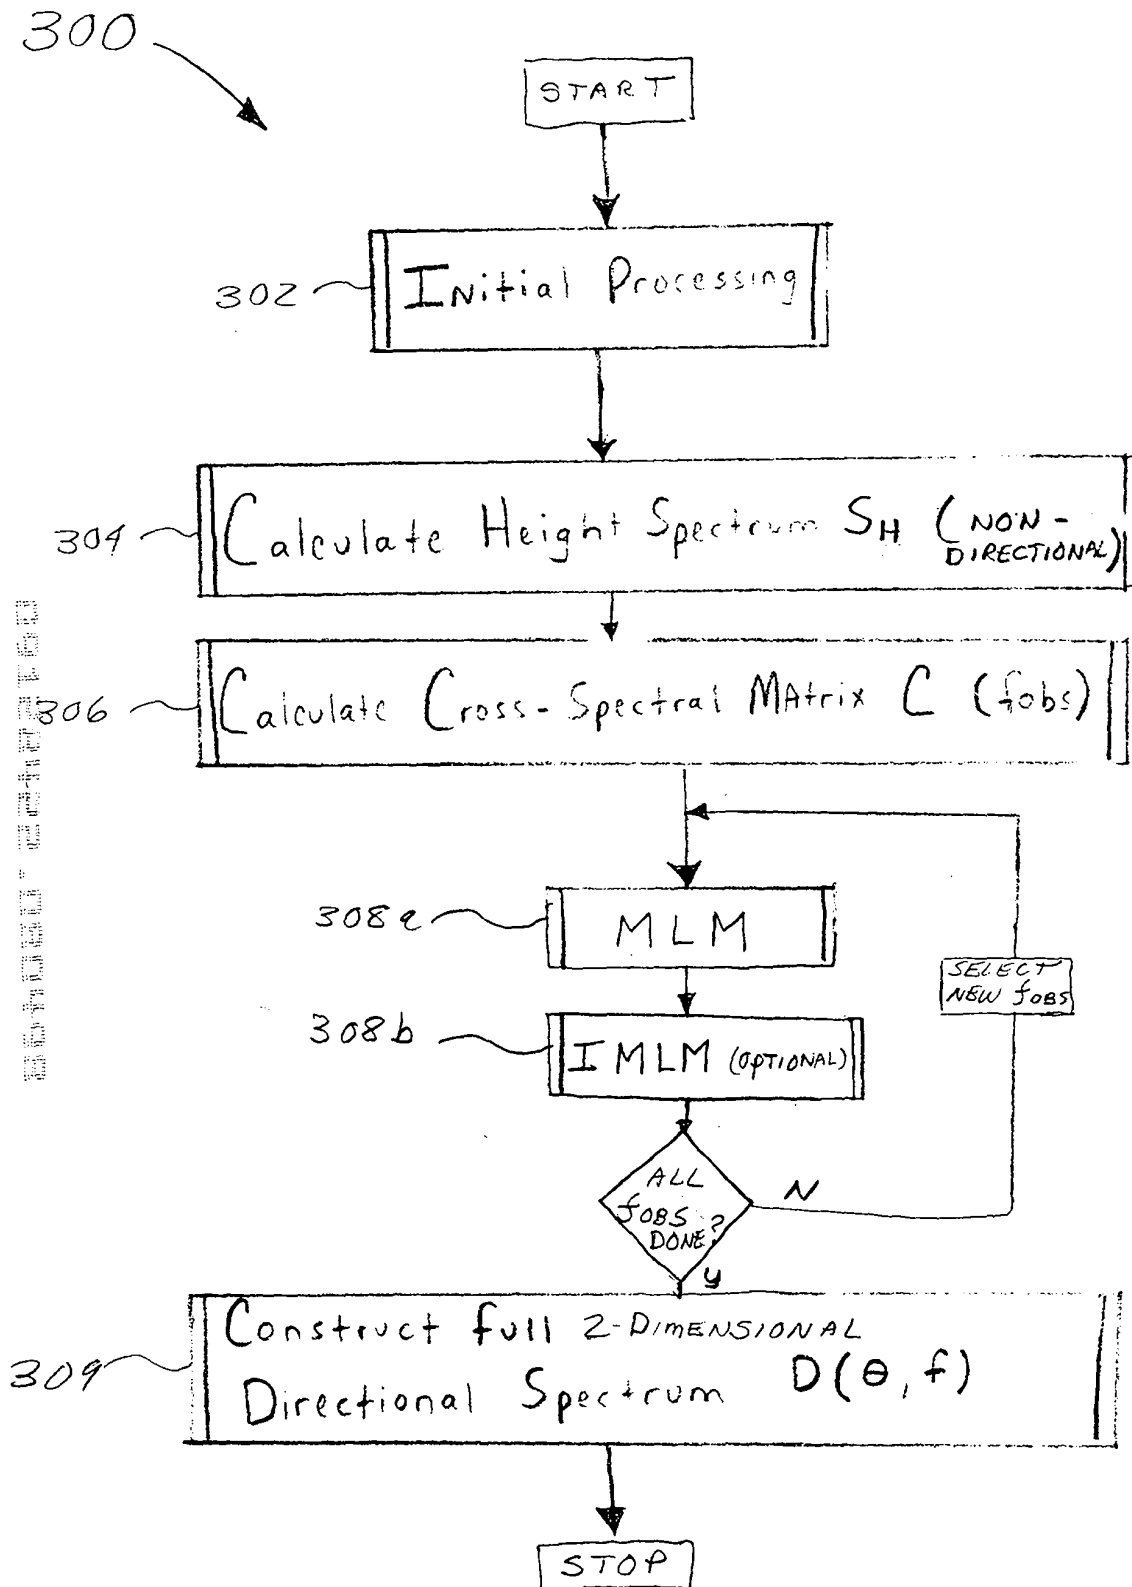 300
START
302
Initial Processing
304
Calculate Height Spectrum SH (NON-
DIRECTIONAL)
306
Calculate Cross-Spectral Matrix C (fobs)
308a
MLM
SELECT
NEW fOBS
308b
IMLM (OPTIONAL)
ALL
fOBS
DONE?
N
Y
309
Construct full 2-DIMENSIONAL
Directional Spectrum D(θ, f)
STOP